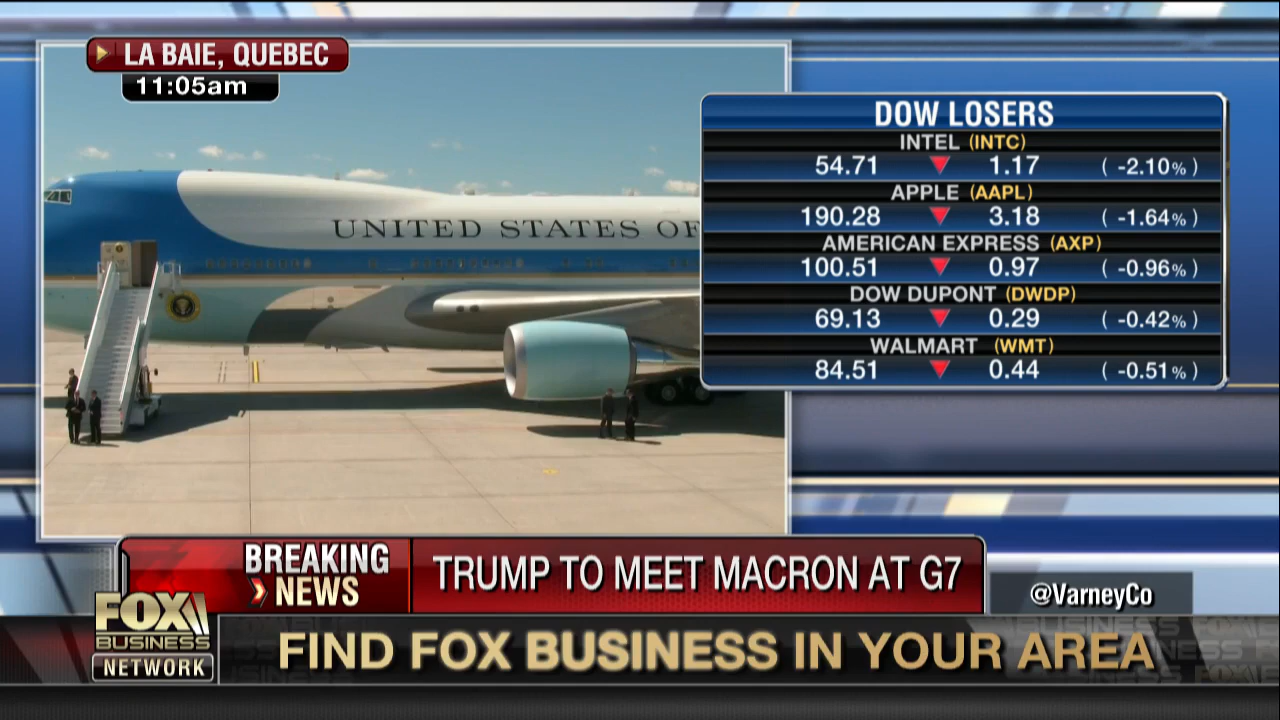 LA BAIE, QUEBEC
11:05am
UNITED STATES OF
DOW LOSERS
INTEL (INTC)
54.71 ▼ 1.17 ( -2.10% )
APPLE (AAPL)
190.28 ▼ 3.18 ( -1.64% )
AMERICAN EXPRESS (AXP)
100.51 ▼ 0.97 ( -0.96% )
DOW DUPONT (DWDP)
69.13 ▼ 0.29 ( -0.42% )
WALMART (WMT)
84.51 ▼ 0.44 ( -0.51% )
BREAKING NEWS
TRUMP TO MEET MACRON AT G7
@VarneyCo
FOX BUSINESS NETWORK
FIND FOX BUSINESS IN YOUR AREA